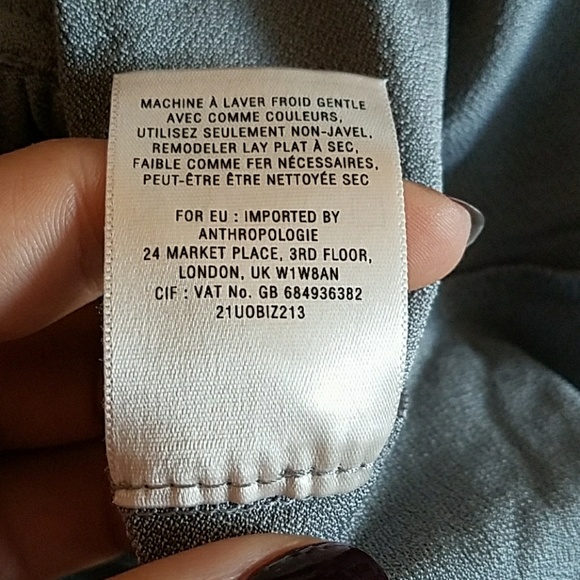 MACHINE À LAVER FROID GENTLE
AVEC COMME COULEURS,
UTILISEZ SEULEMENT NON-JAVEL,
REMODELER LAY PLAT À SEC,
FAIBLE COMME FER NÉCESSAIRES,
PEUT-ÊTRE ÊTRE NETTOYÉE SEC
FOR EU : IMPORTED BY
ANTHROPOLOGIE
24 MARKET PLACE, 3RD FLOOR,
LONDON, UK W1W8AN
CIF : VAT No. GB 684936382
21UOBIZ213